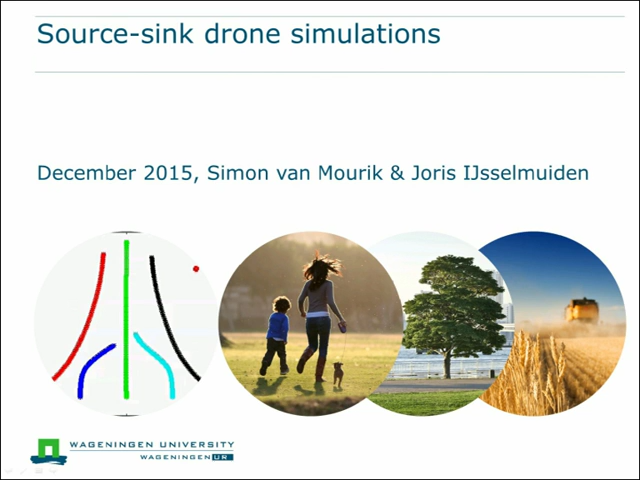 Source-sink drone simulations
December 2015, Simon van Mourik & Joris IJsselmuiden
WAGENINGEN UNIVERSITY
WAGENINGEN UR